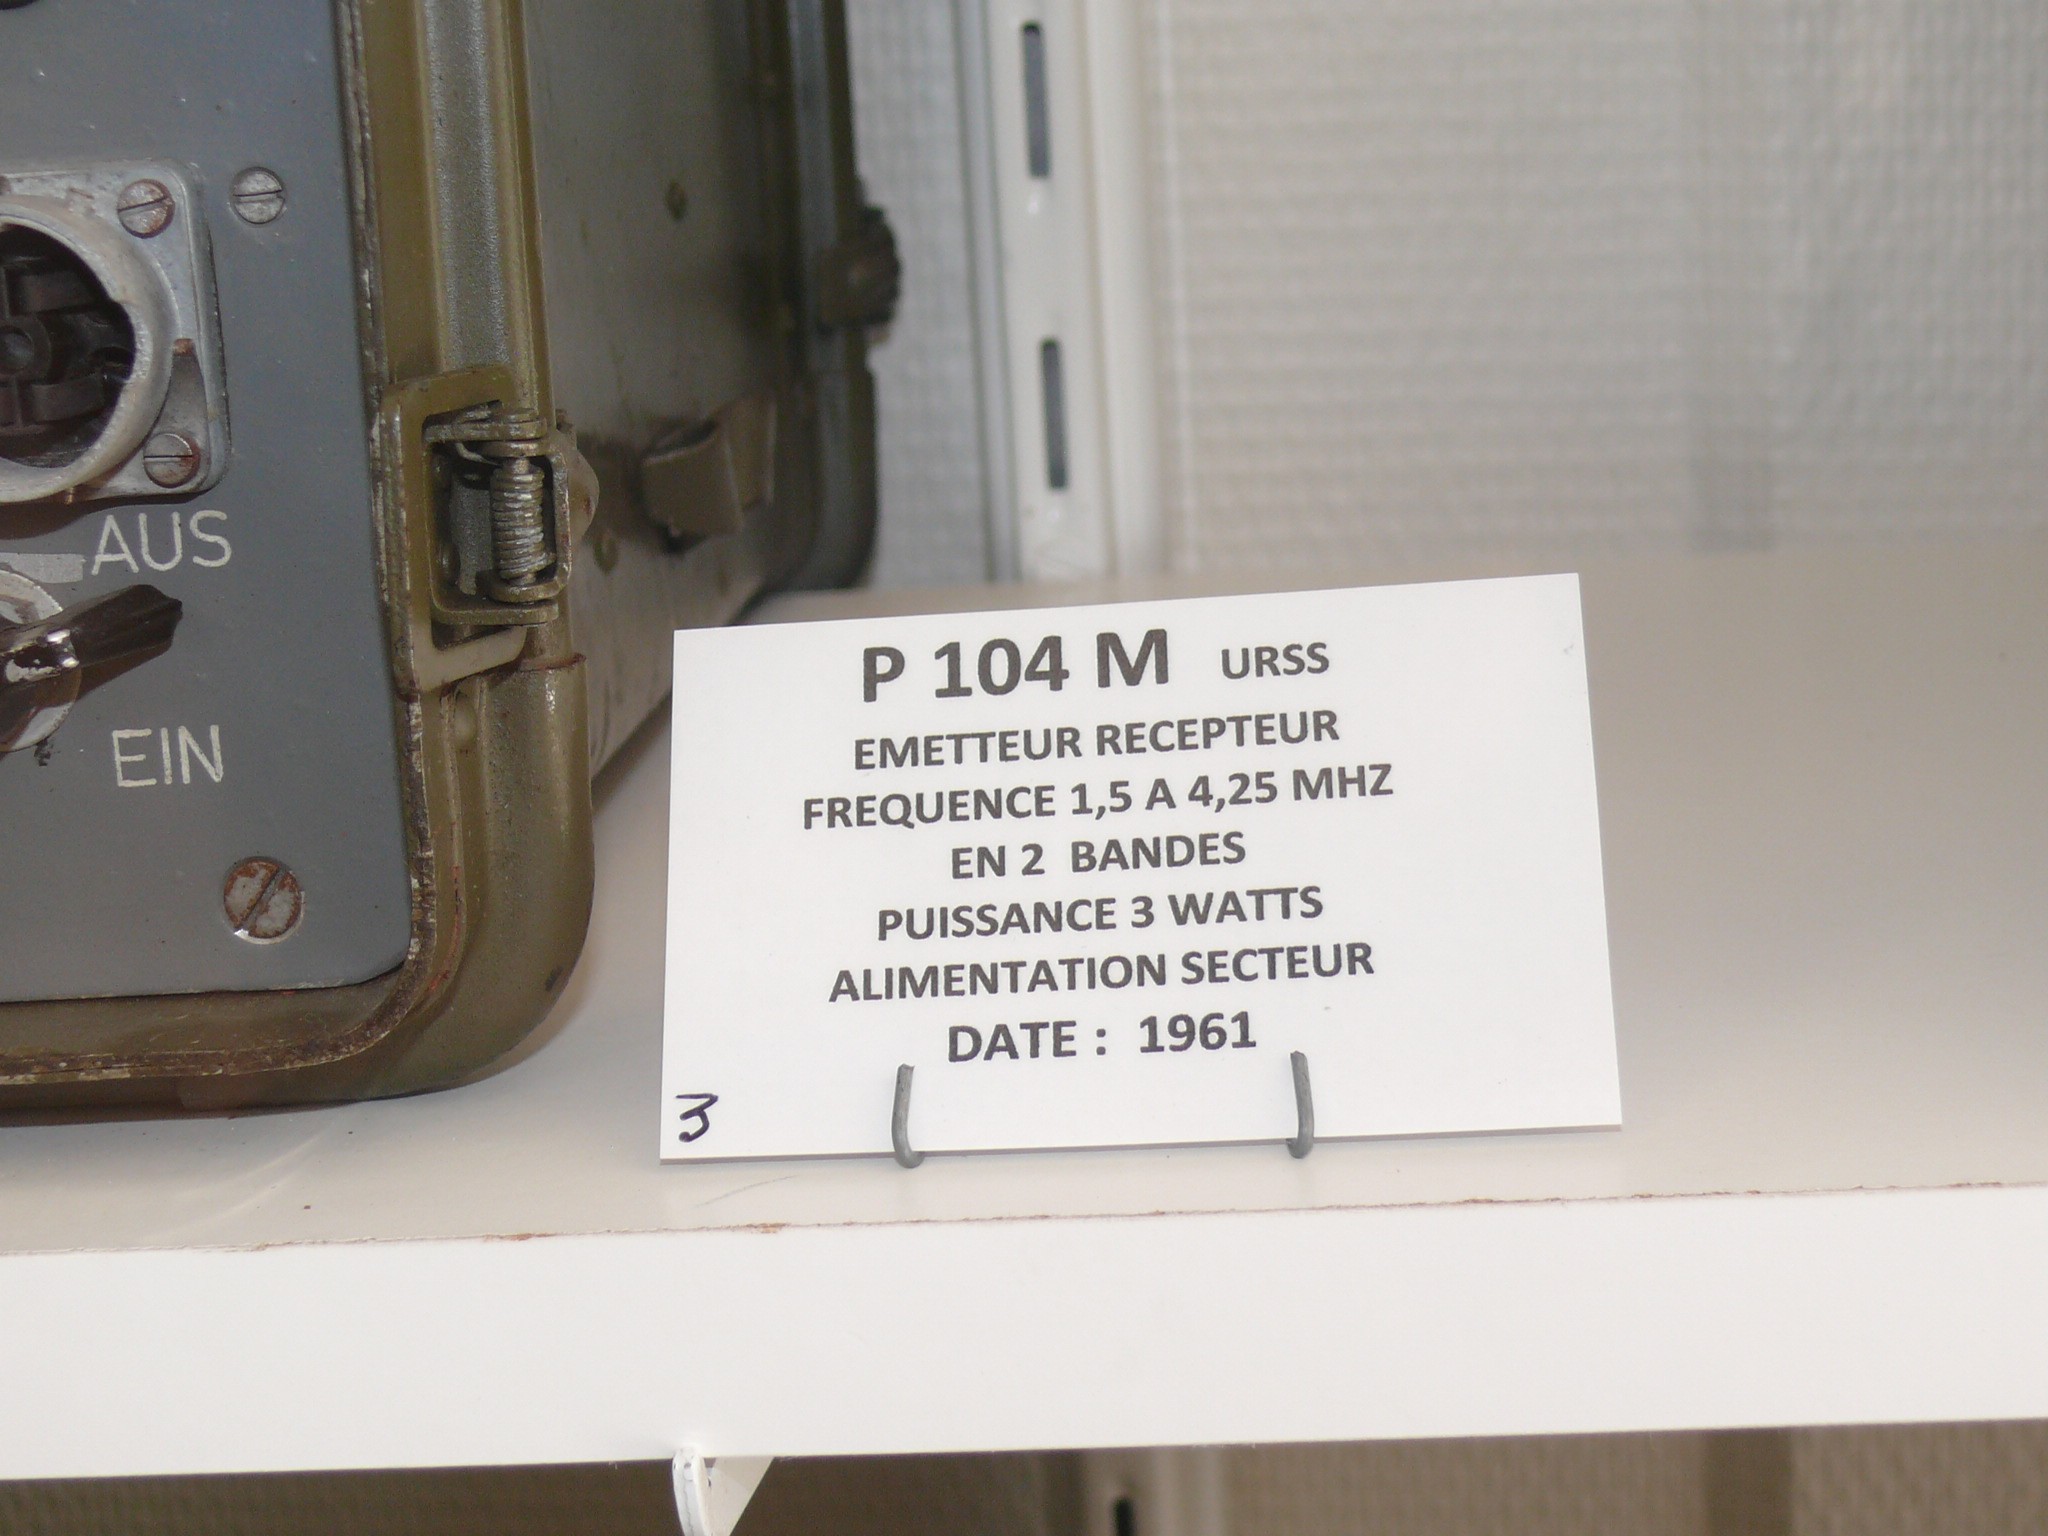 AUS
EIN
P 104 M URSS
EMETTEUR RECEPTEUR
FREQUENCE 1,5 A 4,25 MHZ
EN 2 BANDES
PUISSANCE 3 WATTS
ALIMENTATION SECTEUR
DATE : 1961
3